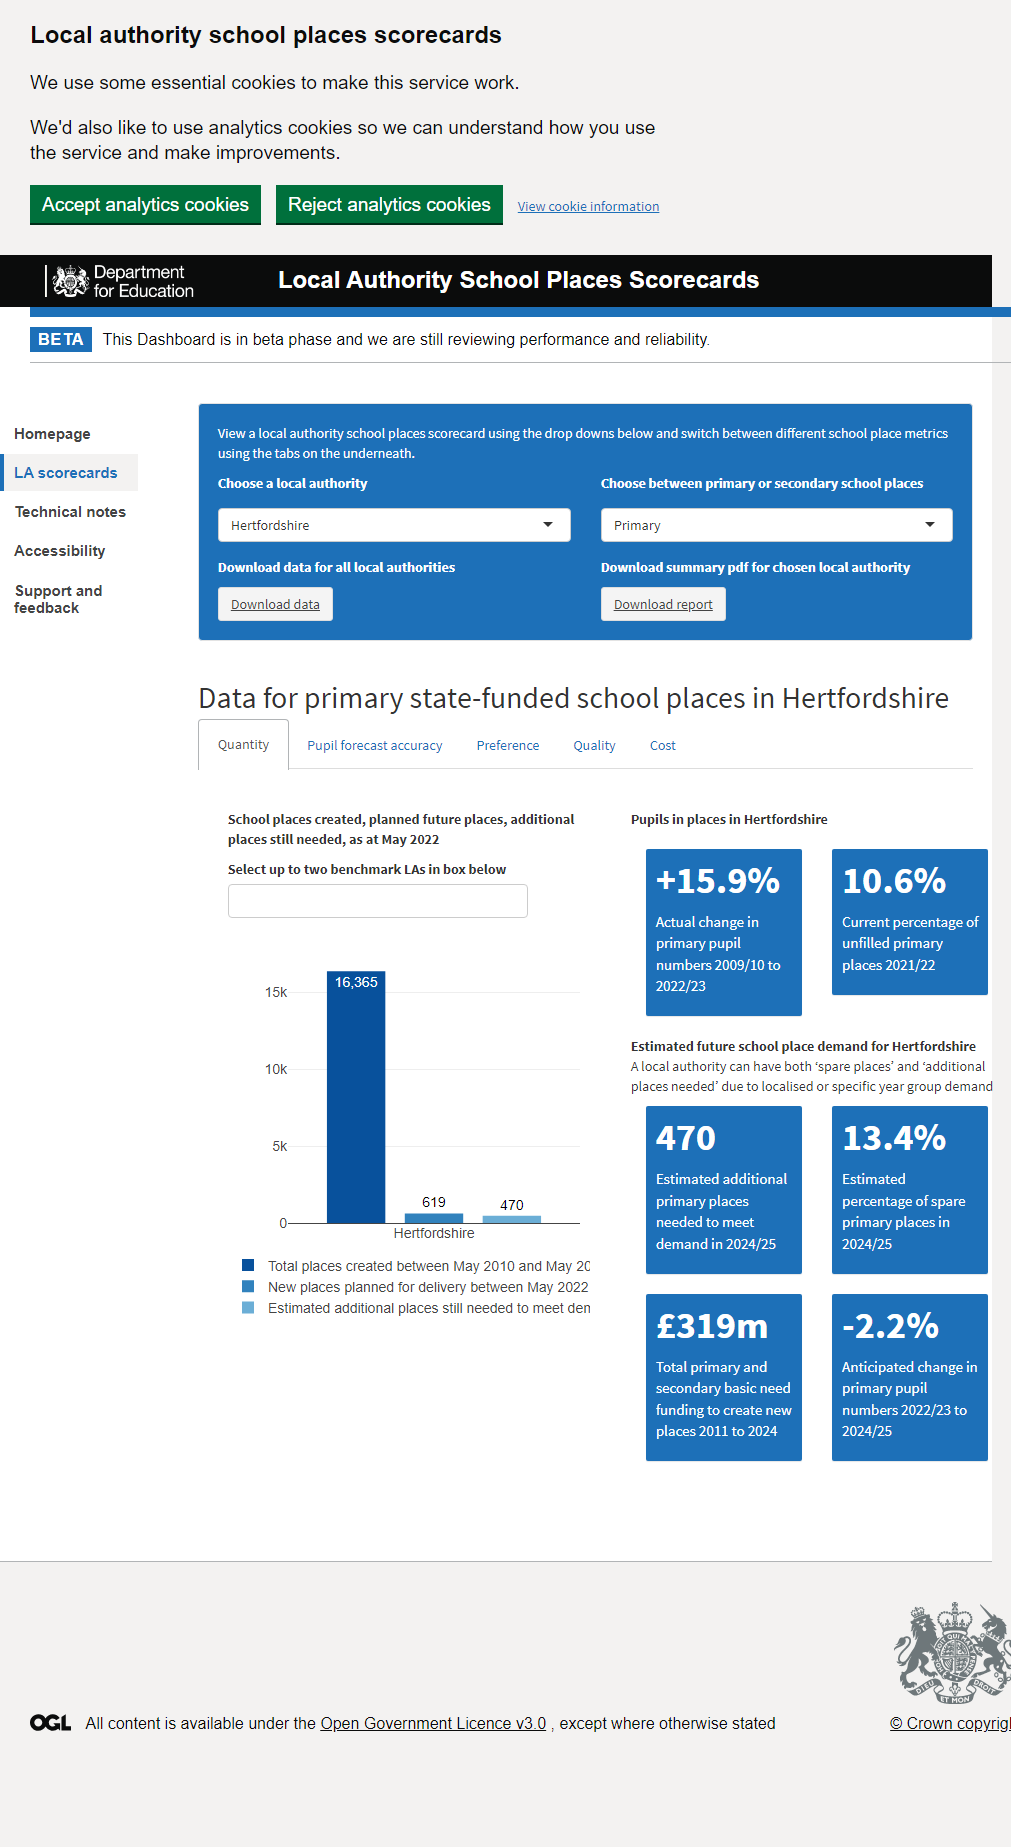 Local authority school places scorecards
We use some essential cookies to make this service work.
We'd also like to use analytics cookies so we can understand how you use
the service and make improvements.
Accept analytics cookies
Reject analytics cookies
View cookie information
Department
for Education
Local Authority School Places Scorecards
BETA
This Dashboard is in beta phase and we are still reviewing performance and reliability.
Homepage
LA scorecards
Technical notes
Accessibility
Support and
feedback
View a local authority school places scorecard using the drop downs below and switch between different school place metrics
using the tabs on the underneath.
Choose a local authority
Hertfordshire
Choose between primary or secondary school places
Primary
Download data for all local authorities
Download data
Download summary pdf for chosen local authority
Download report
Data for primary state-funded school places in Hertfordshire
Quantity
Pupil forecast accuracy
Preference
Quality
Cost
School places created, planned future places, additional
places still needed, as at May 2022
Select up to two benchmark LAs in box below
15k
10k
5k
0
16,365
619
470
Hertfordshire
Total places created between May 2010 and May 20
New places planned for delivery between May 2022
Estimated additional places still needed to meet den
Pupils in places in Hertfordshire
+15.9%
Actual change in
primary pupil
numbers 2009/10 to
2022/23
10.6%
Current percentage of
unfilled primary
places 2021/22
Estimated future school place demand for Hertfordshire
A local authority can have both ‘spare places’ and ‘additional
places needed’ due to localised or specific year group demand
470
Estimated additional
primary places
needed to meet
demand in 2024/25
13.4%
Estimated
percentage of spare
primary places in
2024/25
£319m
Total primary and
secondary basic need
funding to create new
places 2011 to 2024
-2.2%
Anticipated change in
primary pupil
numbers 2022/23 to
2024/25
OGL
All content is available under the Open Government Licence v3.0 , except where otherwise stated
© Crown copyrig